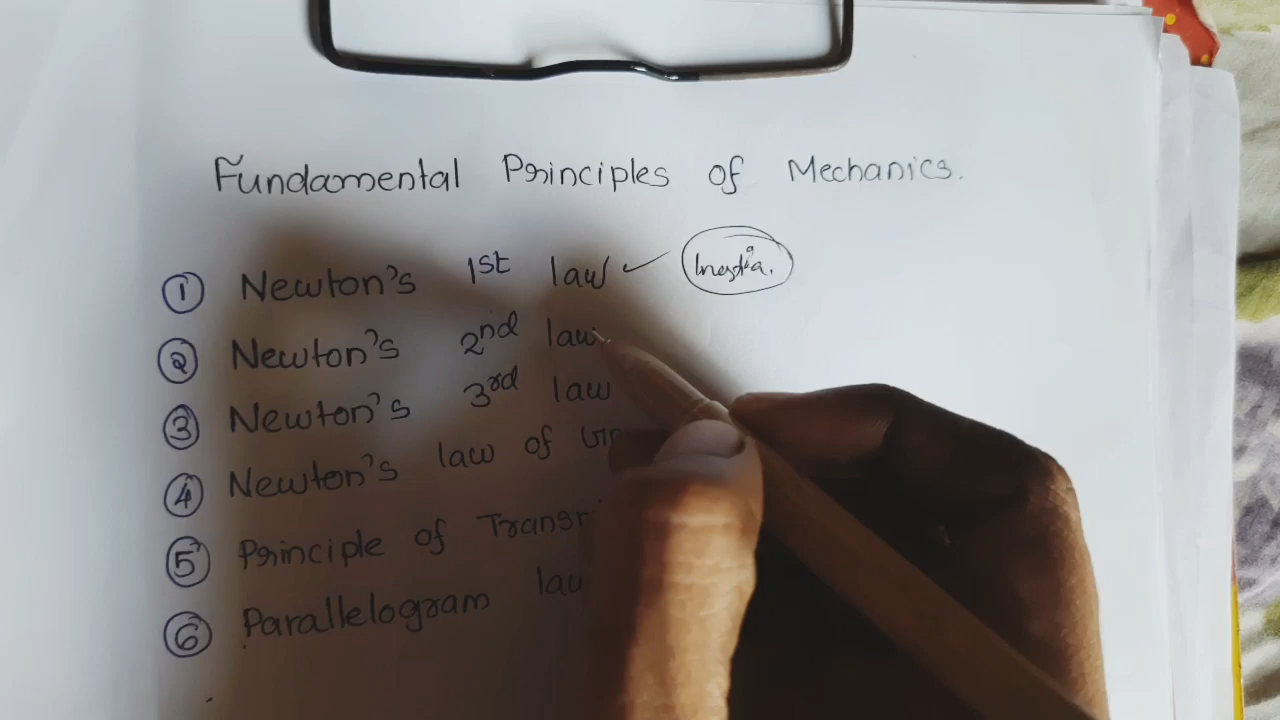 Fundamental Principles of Mechanics.
① Newton's 1st law ✓ Inertia.
② Newton's 2nd law
③ Newton's 3rd law
④ Newton's law of
⑤ Principle of
⑥ Parallelogram